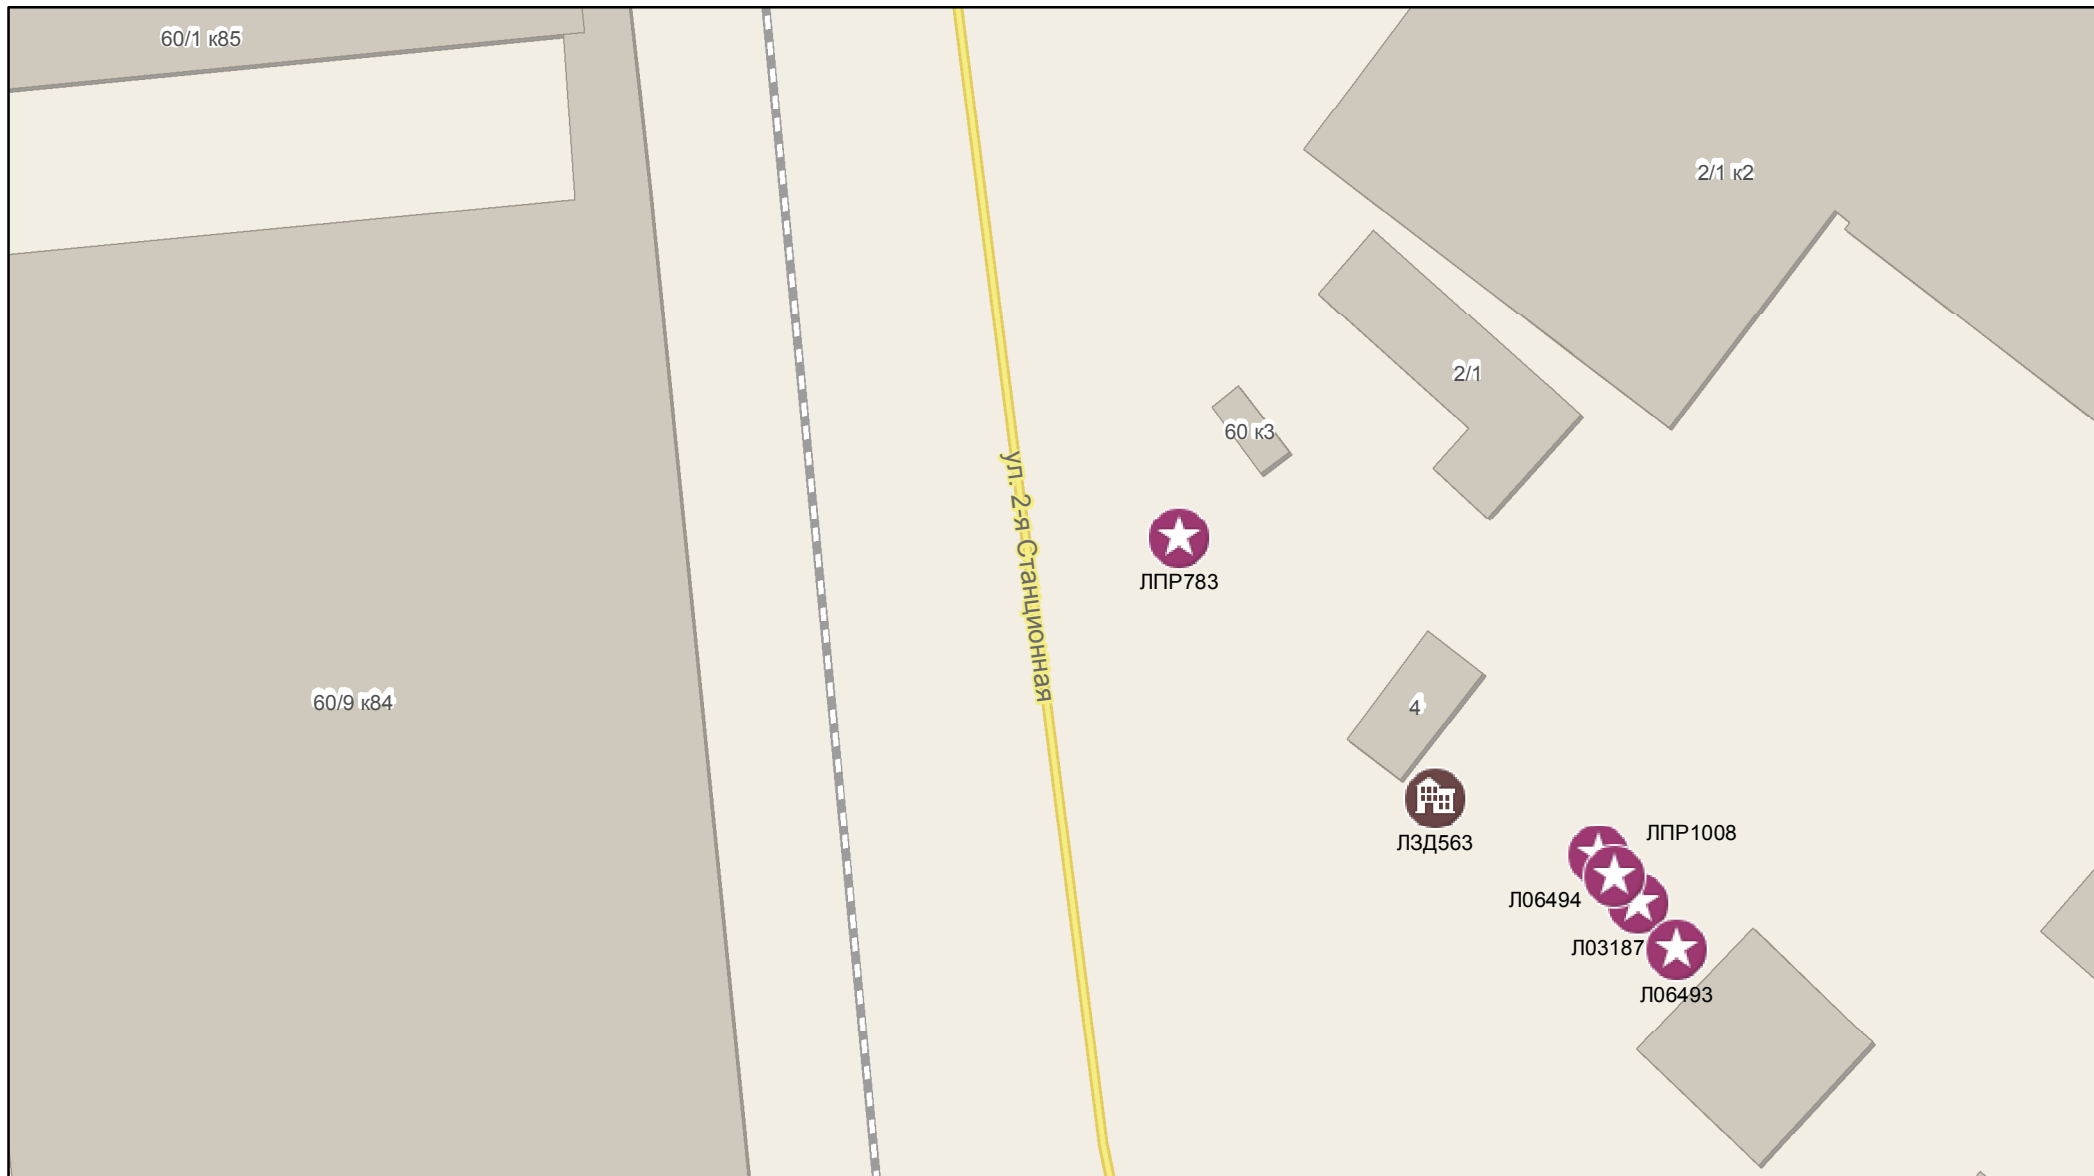 60/1 к85
2/1 к2
2/1
60 к3
ул. 2-я Станционная
ЛПР783
60/9 к84
4
ЛЗД563
ЛПР1008
Л06494
Л03187
Л06493